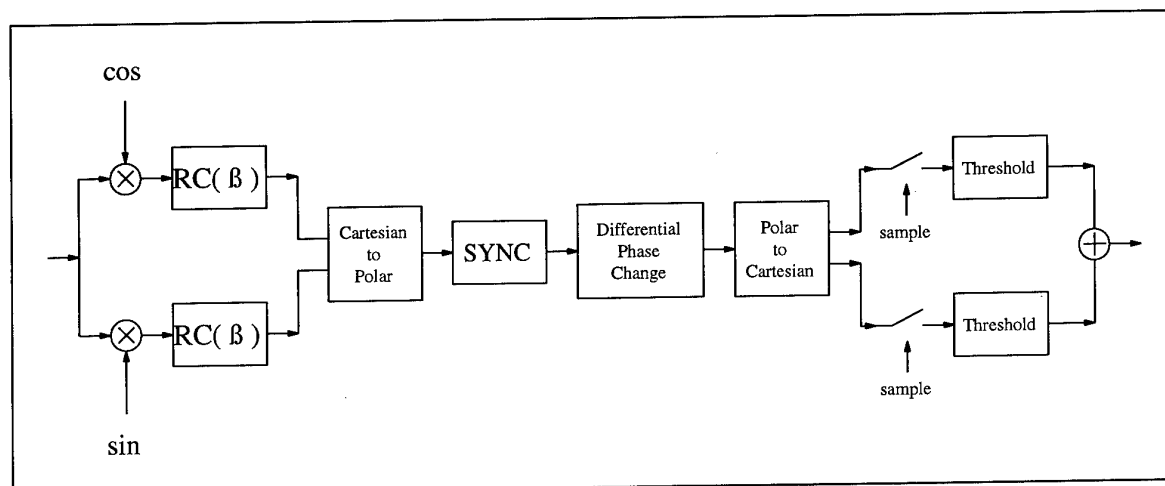 cos
RC( ß )
Cartesian
to
Polar
SYNC
Differential
Phase
Change
Polar
to
Cartesian
sample
Threshold
RC( ß )
sample
Threshold
sin